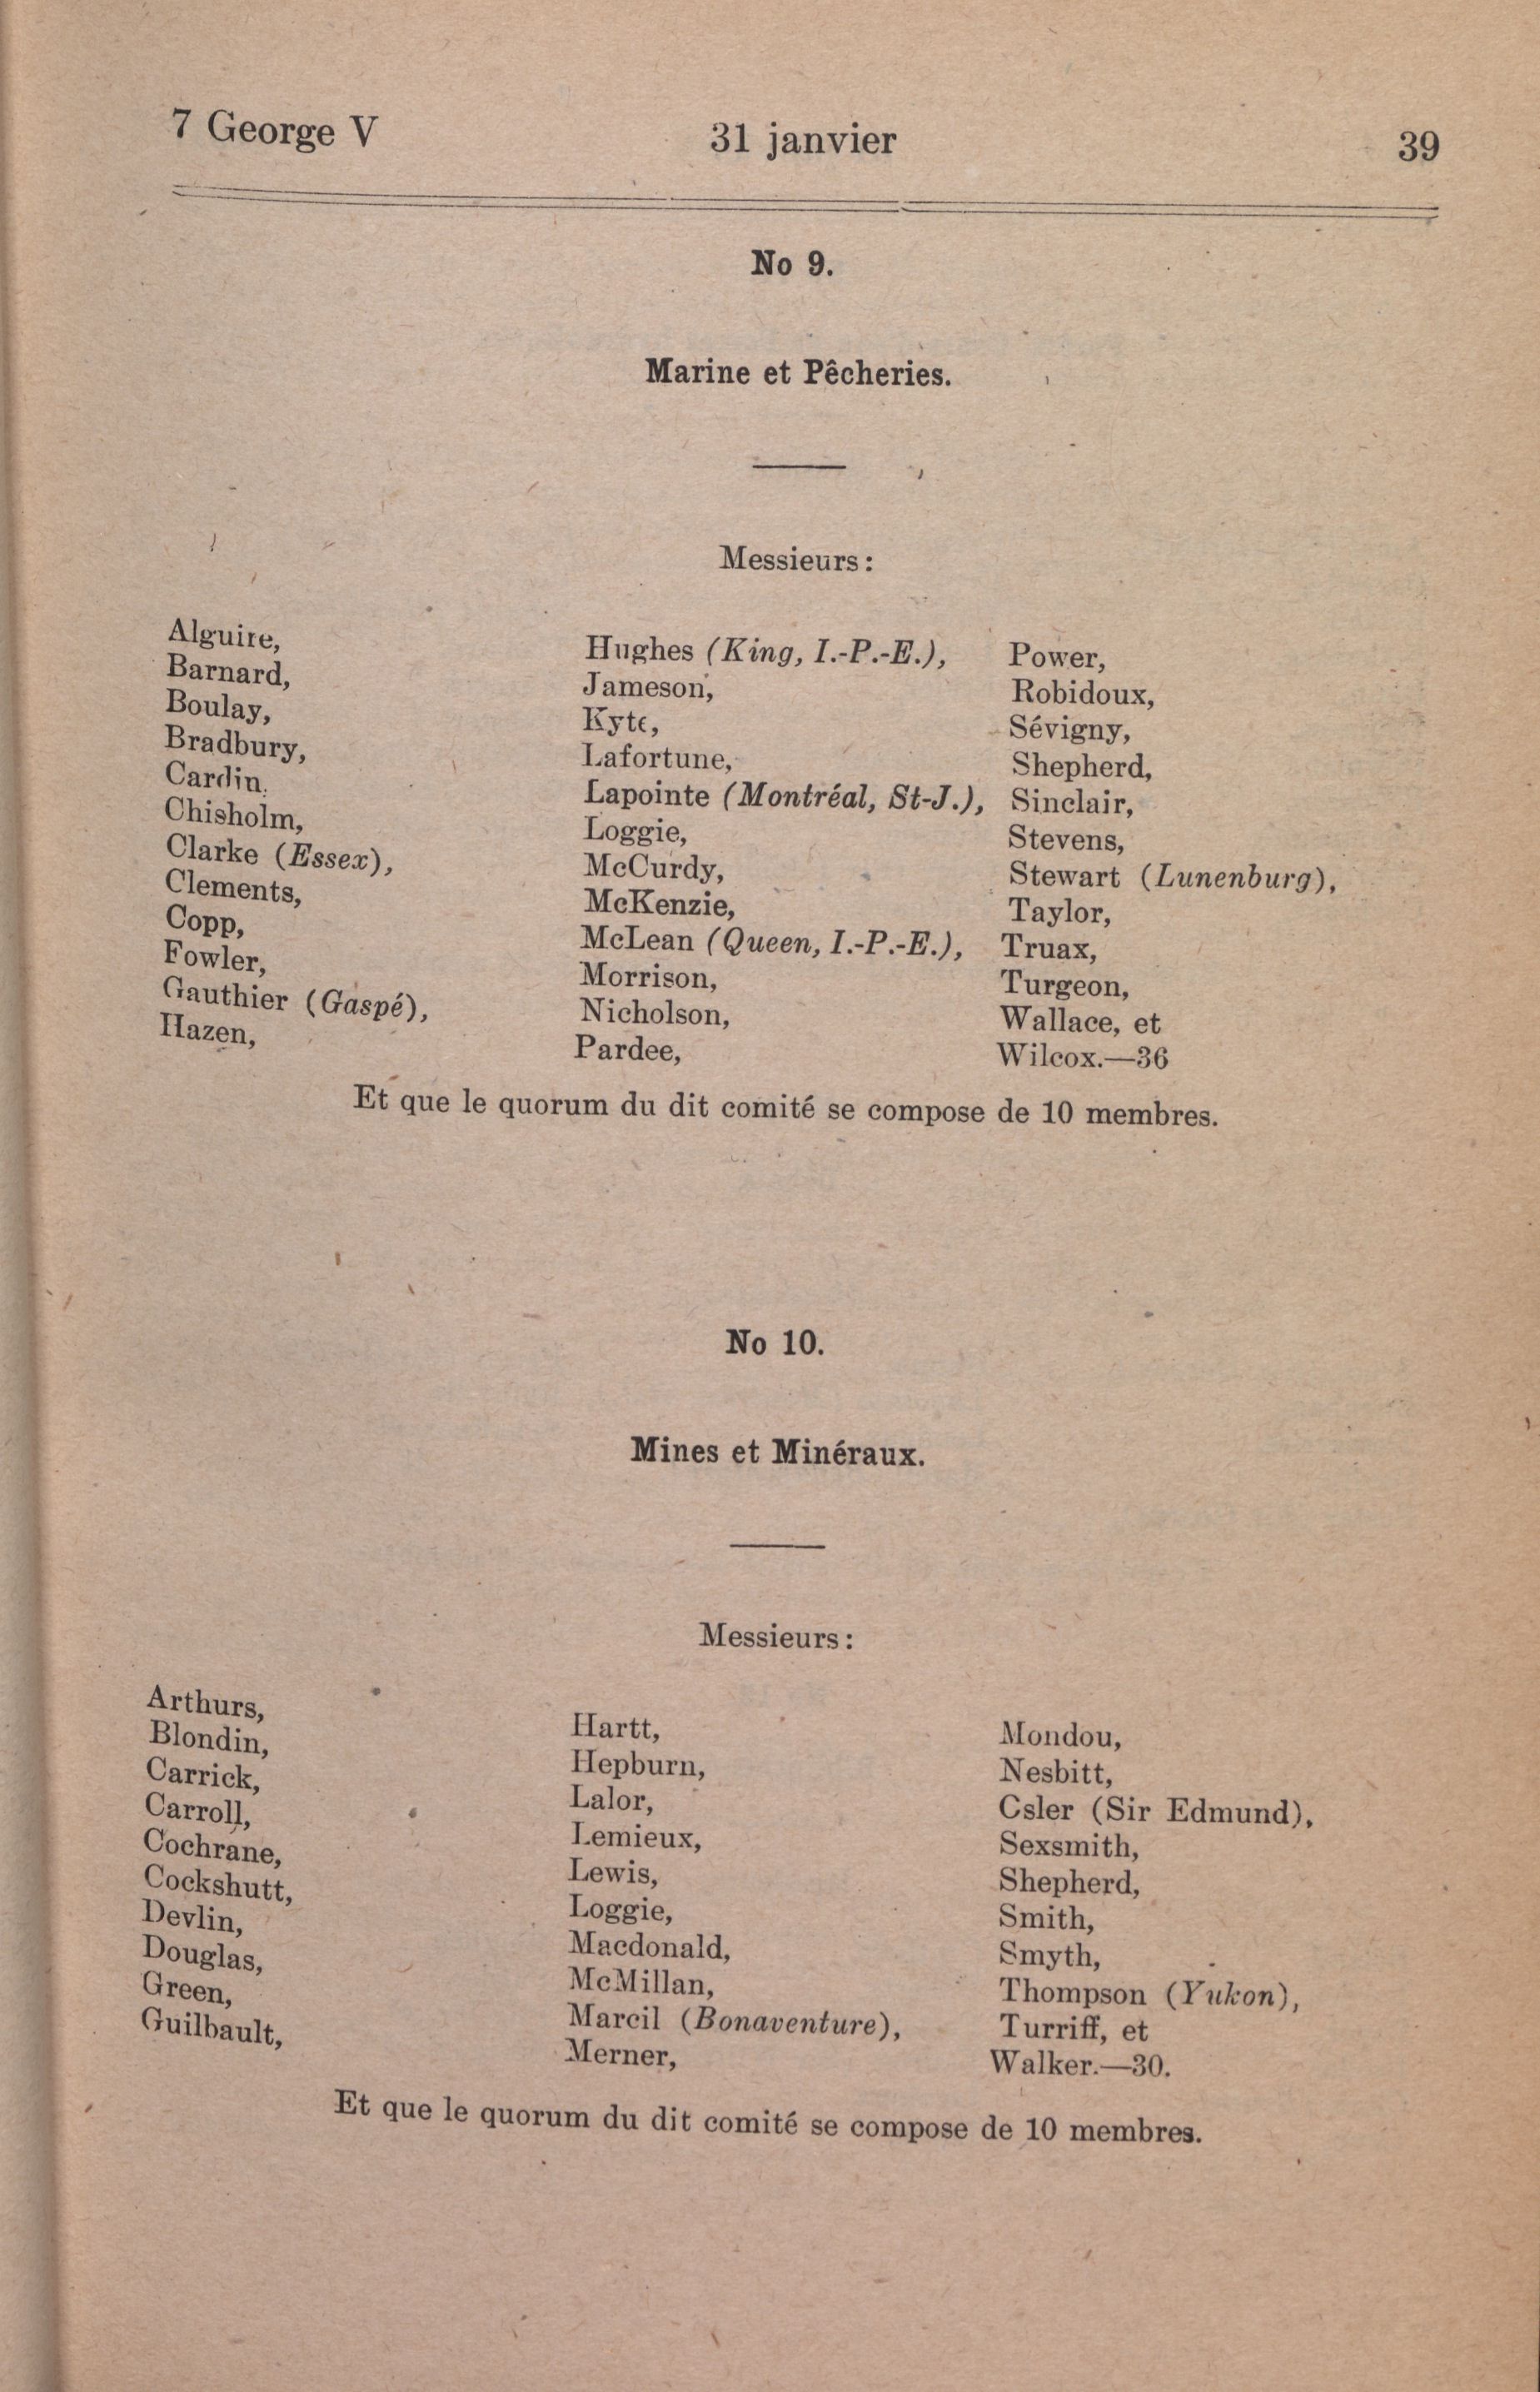 7 George V
31 janvier
39
No 9.
Marine et Pêcheries.
Messieurs:
Alguire,
Barnard,
Boulay,
Bradbury,
Cardin,
Chisholm,
Clarke (Essex),
Clements,
Copp,
Fowler,
Gauthier (Gaspé),
Hazen,
Hughes (King, I.-P.-E.),
Jameson,
Kyte,
Lafortune,
Lapointe (Montréal, St-J.),
Loggie,
McCurdy,
McKenzie,
McLean (Queen, I.-P.-E.),
Morrison,
Nicholson,
Pardee,
Power,
Robidoux,
Sévigny,
Shepherd,
Sinclair,
Stevens,
Stewart (Lunenburg),
Taylor,
Truax,
Turgeon,
Wallace, et
Wilcox.—36
Et que le quorum du dit comité se compose de 10 membres.
No 10.
Mines et Minéraux.
Messieurs:
Arthurs,
Blondin,
Carrick,
Carroll,
Cochrane,
Cockshutt,
Devlin,
Douglas,
Green,
Guilbault,
Hartt,
Hepburn,
Lalor,
Lemieux,
Lewis,
Loggie,
Macdonald,
McMillan,
Marcil (Bonaventure),
Merner,
Mondou,
Nesbitt,
Csler (Sir Edmund),
Sexsmith,
Shepherd,
Smith,
Smyth,
Thompson (Yukon),
Turriff, et
Walker.—30.
Et que le quorum du dit comité se compose de 10 membres.